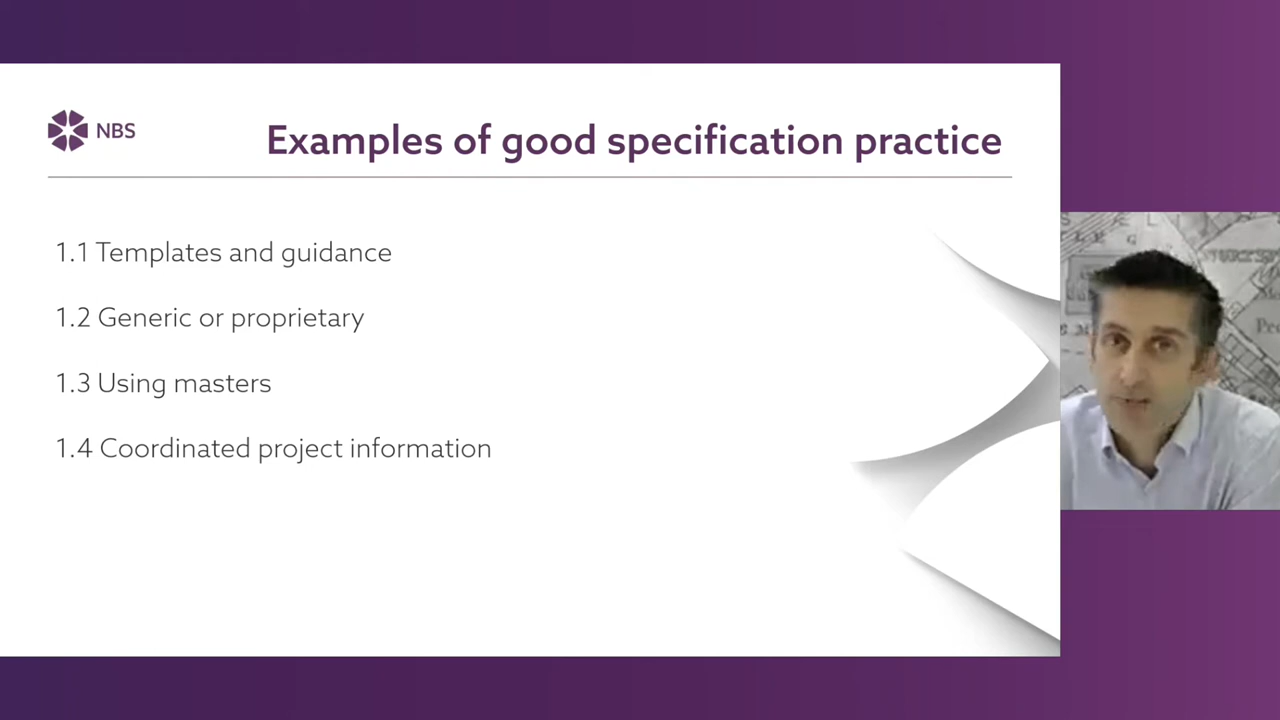 NBS
Examples of good specification practice
1.1 Templates and guidance
1.2 Generic or proprietary
1.3 Using masters
1.4 Coordinated project information